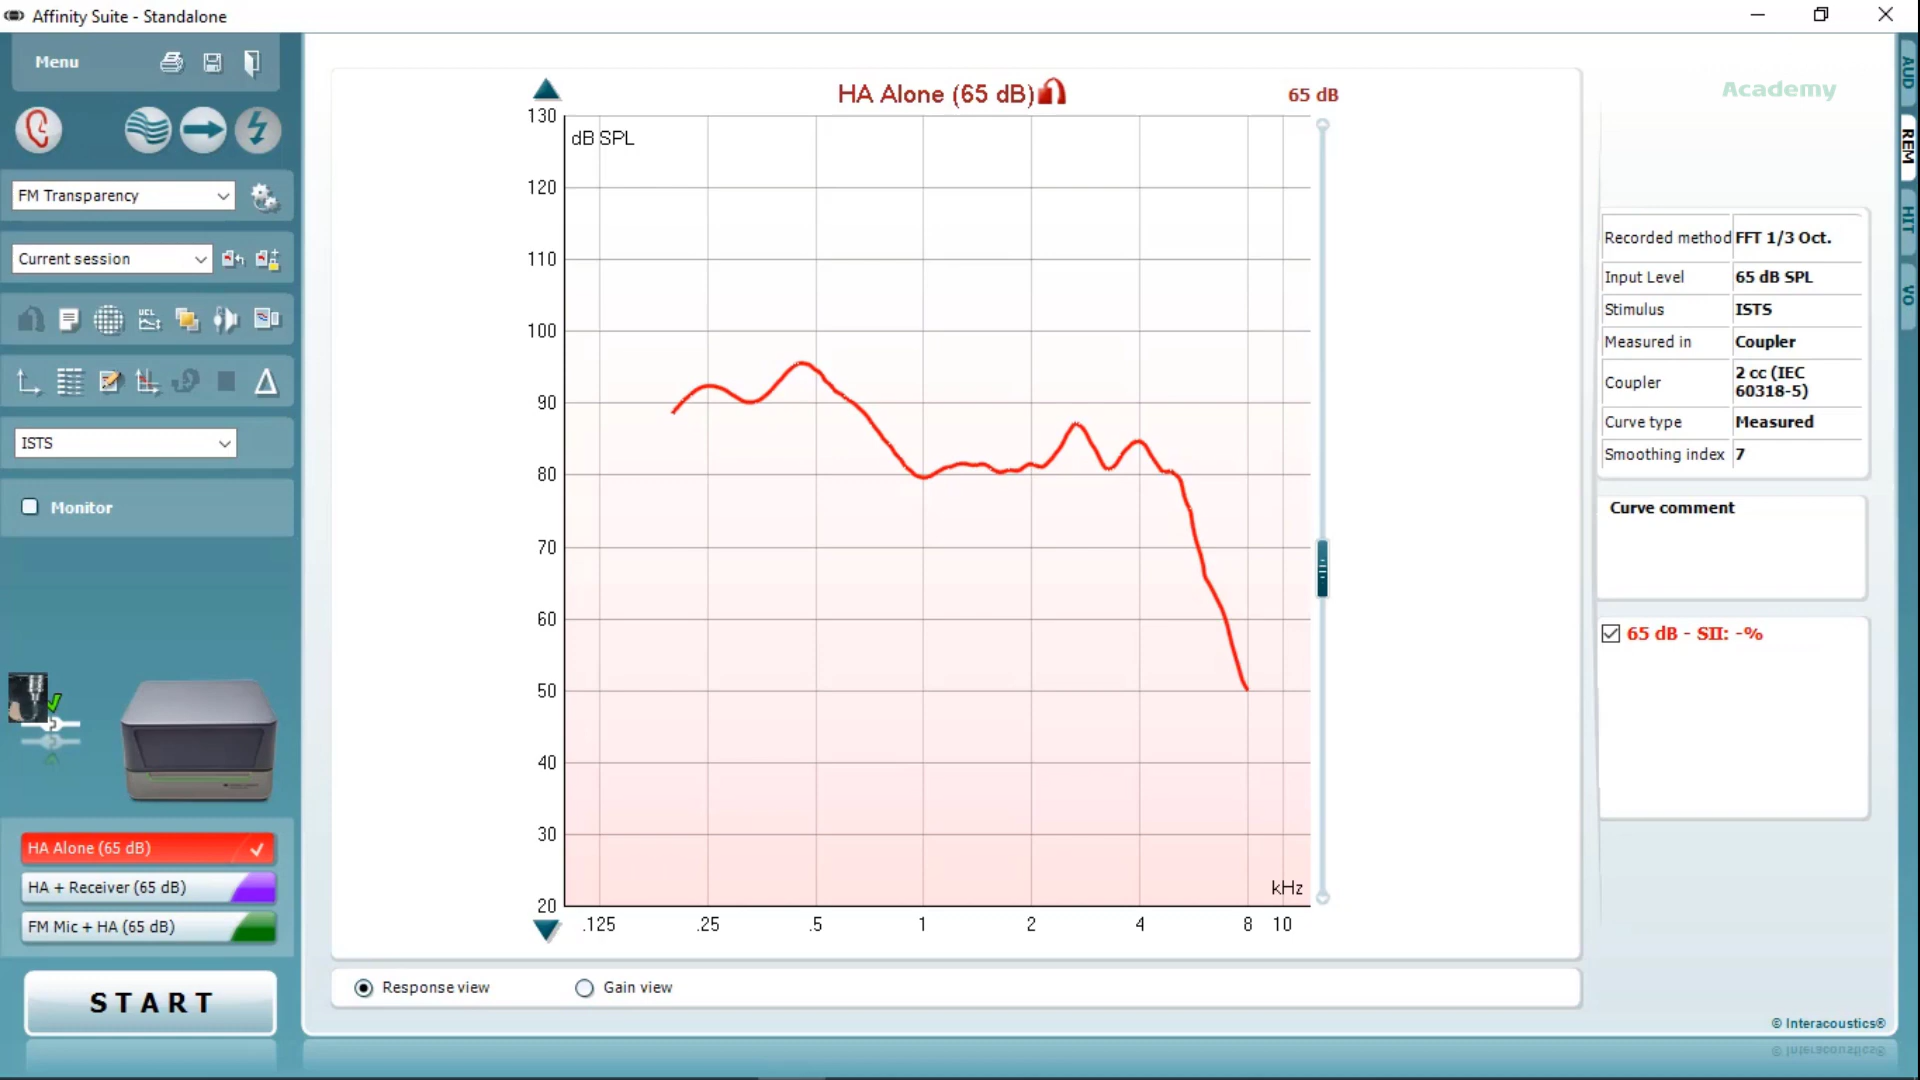 Affinity Suite - Standalone
Menu
FM Transparency
Current session
UCL
ISTS
Monitor
HA Alone (65 dB)
HA + Receiver (65 dB)
FM Mic + HA (65 dB)
START
HA Alone (65 dB)
65 dB
dB SPL
130
120
110
100
90
80
70
60
50
40
30
20
kHz
.125 .25 .5 1 2 4 8 10
Response view Gain view
Academy
Recorded method FFT 1/3 Oct.
Input Level 65 dB SPL
Stimulus ISTS
Measured in Coupler
Coupler 2 cc (IEC
60318-5)
Curve type Measured
Smoothing index 7
Curve comment
65 dB - SII: -%
© Interacoustics®
AUD
REM
HIT
VO